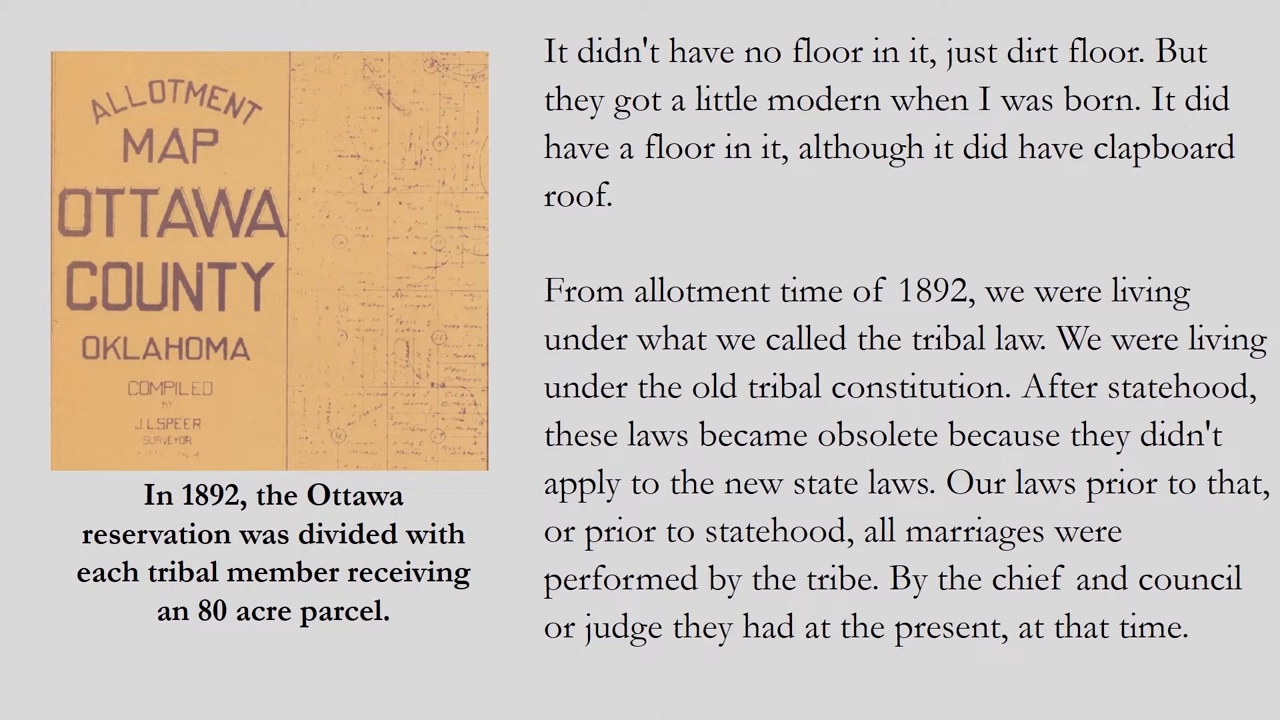 ALLOTMENT
MAP
OTTAWA
COUNTY
OKLAHOMA
COMPILED
BY
J.L.SPEER
SURVEYOR
In 1892, the Ottawa
reservation was divided with
each tribal member receiving
an 80 acre parcel.
It didn't have no floor in it, just dirt floor. But
they got a little modern when I was born. It did
have a floor in it, although it did have clapboard
roof.
From allotment time of 1892, we were living
under what we called the tribal law. We were living
under the old tribal constitution. After statehood,
these laws became obsolete because they didn't
apply to the new state laws. Our laws prior to that,
or prior to statehood, all marriages were
performed by the tribe. By the chief and council
or judge they had at the present, at that time.